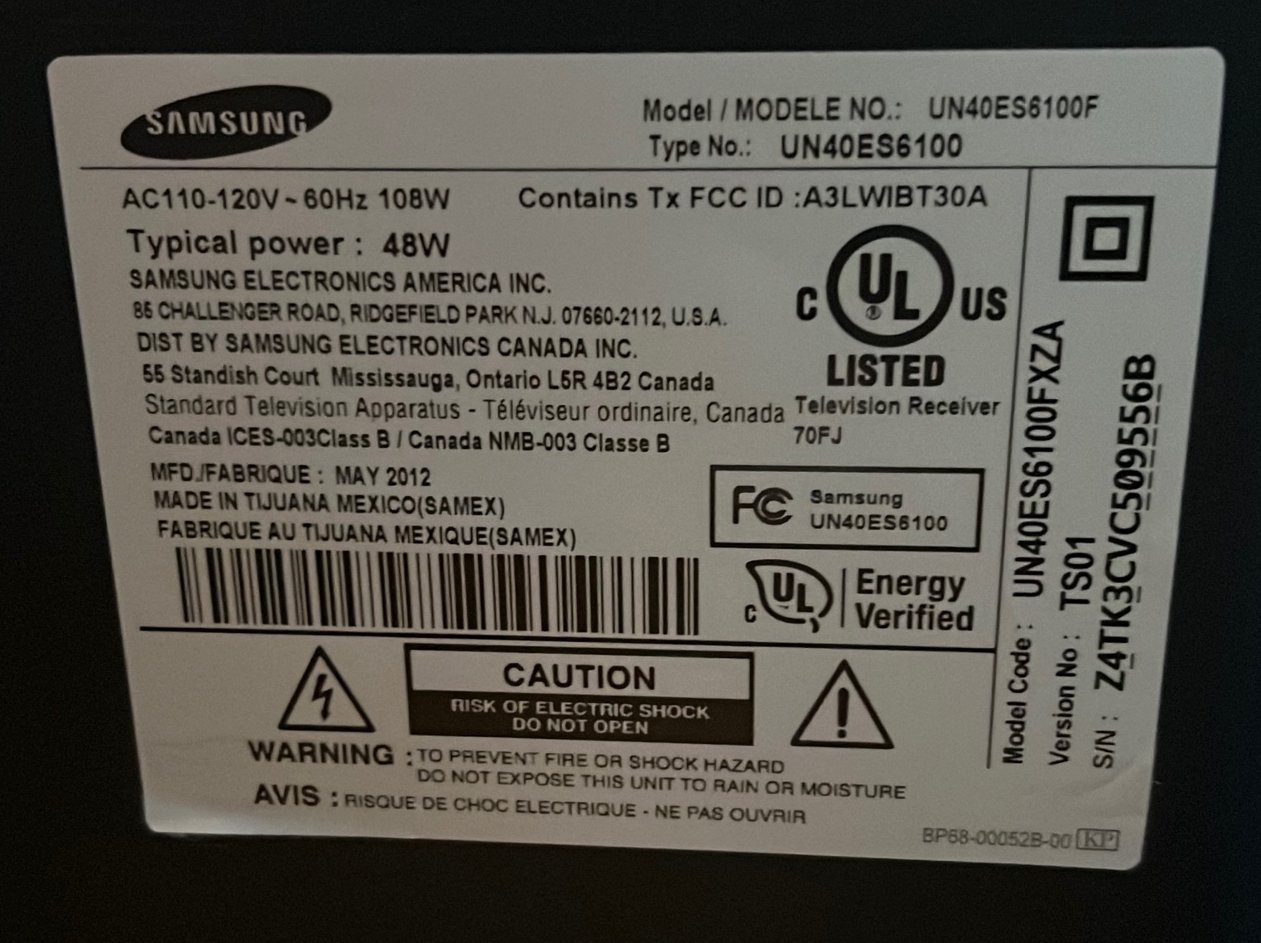 SAMSUNG
Model / MODELE NO.: UN40ES6100F
Type No.: UN40ES6100
AC110-120V~60Hz 108W
Contains Tx FCC ID :A3LWIBT30A
Typical power : 48W
SAMSUNG ELECTRONICS AMERICA INC.
85 CHALLENGER ROAD, RIDGEFIELD PARK N.J. 07660-2112, U.S.A.
DIST BY SAMSUNG ELECTRONICS CANADA INC.
55 Standish Court Mississauga, Ontario L5R 4B2 Canada
Standard Television Apparatus - Téléviseur ordinaire, Canada
Canada ICES-003Class B / Canada NMB-003 Classe B
C UL ® US
LISTED
Television Receiver
70FJ
MFD./FABRIQUE : MAY 2012
MADE IN TIJUANA MEXICO(SAMEX)
FABRIQUE AU TIJUANA MEXIQUE(SAMEX)
FC Samsung
UN40ES6100
C UL Energy
Verified
CAUTION
RISK OF ELECTRIC SHOCK
DO NOT OPEN
WARNING : TO PREVENT FIRE OR SHOCK HAZARD
DO NOT EXPOSE THIS UNIT TO RAIN OR MOISTURE
AVIS : RISQUE DE CHOC ELECTRIQUE - NE PAS OUVRIR
BP68-00052B-00 KP
Model Code : UN40ES6100FXZA
Version No : TS01
S/N : Z4TK3CVC509556B